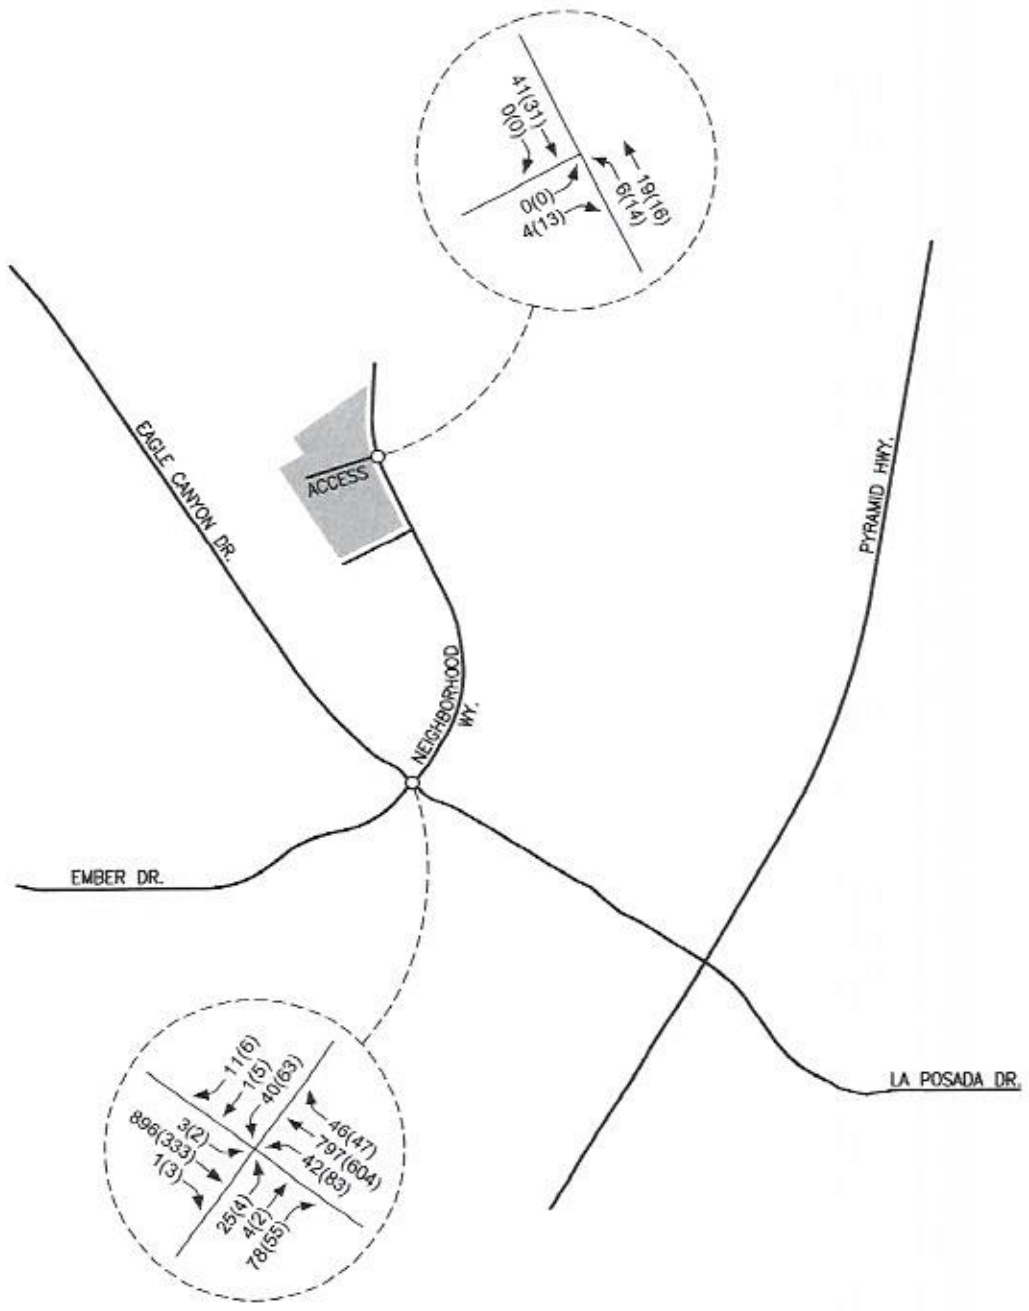 41(31)
0(0)
19(16)
6(14)
0(0)
4(13)
EAGLE CANYON DR.
ACCESS
PYRAMID HWY.
NEIGHBORHOOD
WY.
EMBER DR.
LA POSADA DR.
11(6)
1(5)
40(63)
3(2)
896(333)
1(3)
46(47)
797(604)
42(83)
25(4)
4(2)
78(55)